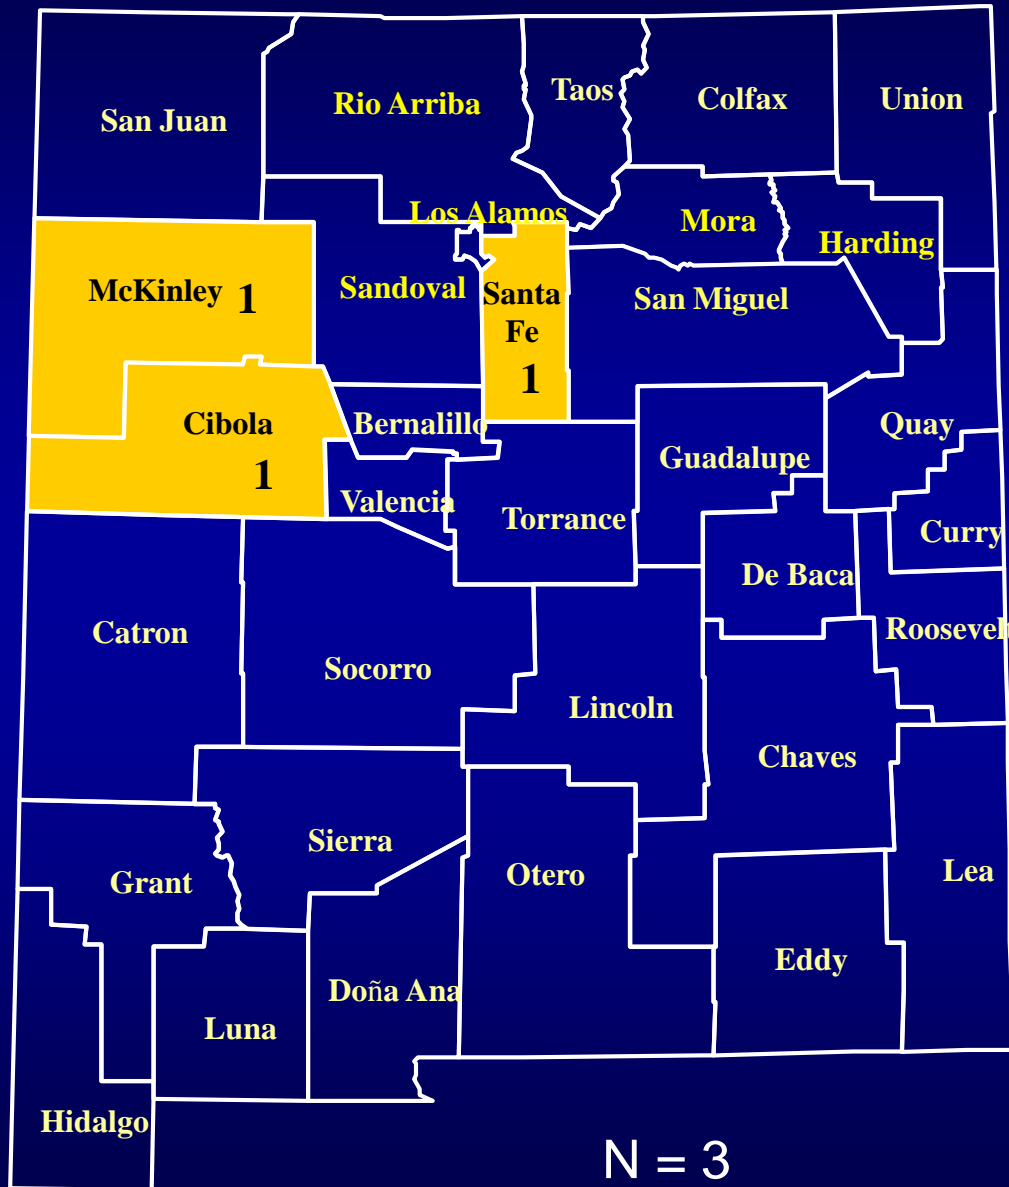 San Juan
Rio Arriba
Taos
Colfax
Union
Los Alamos
Mora
Harding
McKinley 1
Sandoval
Santa
Fe
1
San Miguel
Cibola
1
Bernalillo
Quay
Guadalupe
Valencia
Torrance
Curry
De Baca
Catron
Roosevelt
Socorro
Lincoln
Chaves
Sierra
Grant
Otero
Lea
Eddy
Doña Ana
Luna
Hidalgo
N = 3